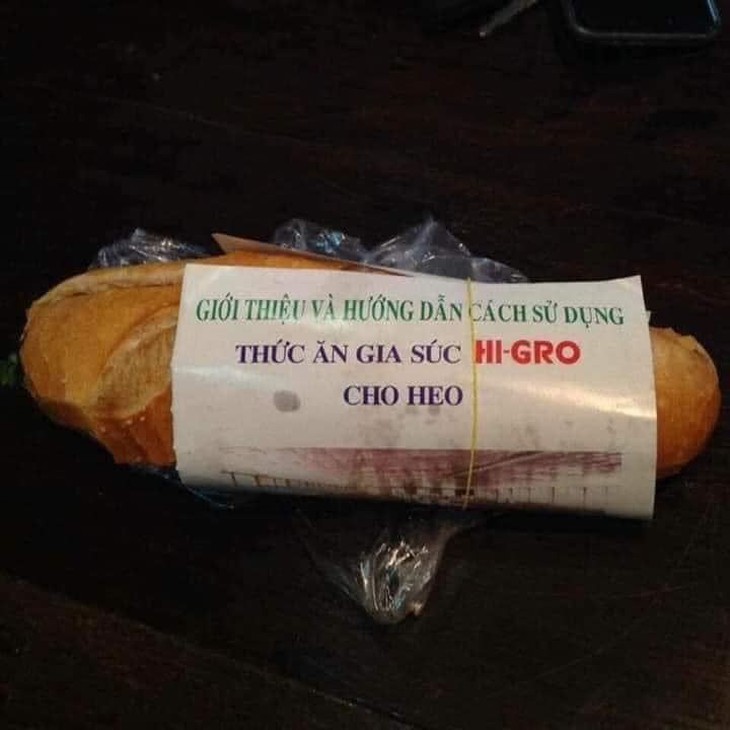 GIỚI THIỆU VÀ HƯỚNG DẪN CÁCH SỬ DỤNG
THỨC ĂN GIA SÚC HI-GRO
CHO HEO